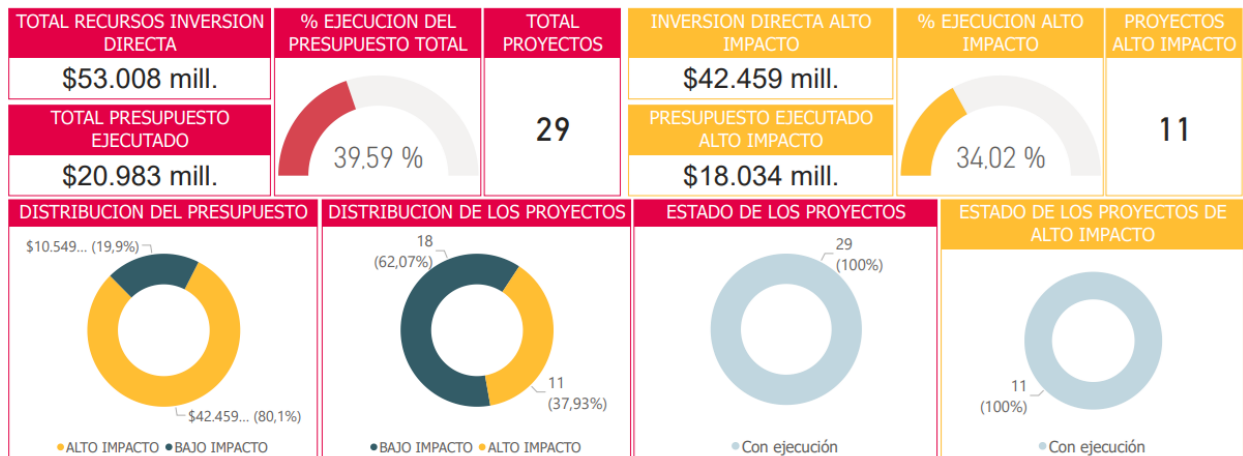 TOTAL RECURSOS INVERSION
DIRECTA
$53.008 mill.
TOTAL PRESUPUESTO
EJECUTADO
$20.983 mill.
% EJECUCION DEL
PRESUPUESTO TOTAL
39,59 %
TOTAL
PROYECTOS
29
INVERSION DIRECTA ALTO
IMPACTO
$42.459 mill.
PRESUPUESTO EJECUTADO
ALTO IMPACTO
$18.034 mill.
% EJECUCION ALTO
IMPACTO
34,02 %
PROYECTOS
ALTO IMPACTO
11
DISTRIBUCION DEL PRESUPUESTO
$10.549... (19,9%)
$42.459... (80,1%)
ALTO IMPACTO BAJO IMPACTO
DISTRIBUCION DE LOS PROYECTOS
18
(62,07%)
11
(37,93%)
BAJO IMPACTO ALTO IMPACTO
ESTADO DE LOS PROYECTOS
29
(100%)
Con ejecución
ESTADO DE LOS PROYECTOS DE
ALTO IMPACTO
11
(100%)
Con ejecución